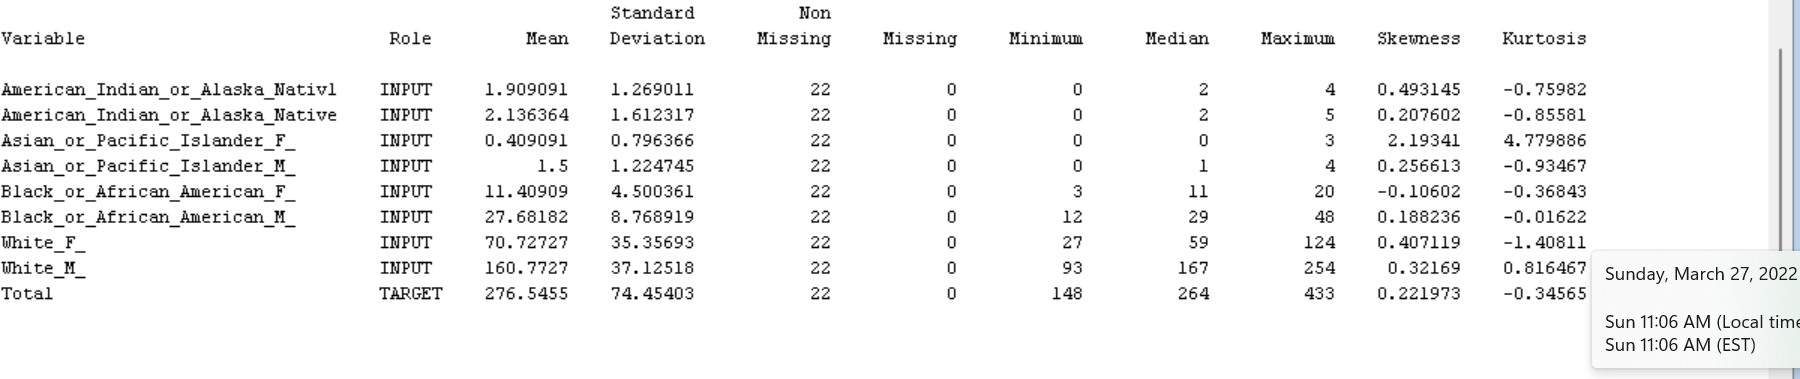 Standard Non
Variable Role Mean Deviation Missing Missing Minimum Median Maximum Skewness Kurtosis
American_Indian_or_Alaska_Nativ1 INPUT 1.909091 1.269011 22 0 0 2 4 0.493145 -0.75982
American_Indian_or_Alaska_Native INPUT 2.136364 1.612317 22 0 0 2 5 0.207602 -0.85581
Asian_or_Pacific_Islander_F_ INPUT 0.409091 0.796366 22 0 0 0 3 2.19341 4.779886
Asian_or_Pacific_Islander_M_ INPUT 1.5 1.224745 22 0 0 1 4 0.256613 -0.93467
Black_or_African_American_F_ INPUT 11.40909 4.500361 22 0 3 11 20 -0.10602 -0.36843
Black_or_African_American_M_ INPUT 27.68182 8.768919 22 0 12 29 48 0.188236 -0.01622
White_F_ INPUT 70.72727 35.35693 22 0 27 59 124 0.407119 -1.40811
White_M_ INPUT 160.7727 37.12518 22 0 93 167 254 0.32169 0.816467
Total TARGET 276.5455 74.45403 22 0 148 264 433 0.221973 -0.34565
Sunday, March 27, 2022
Sun 11:06 AM (Local time
Sun 11:06 AM (EST)